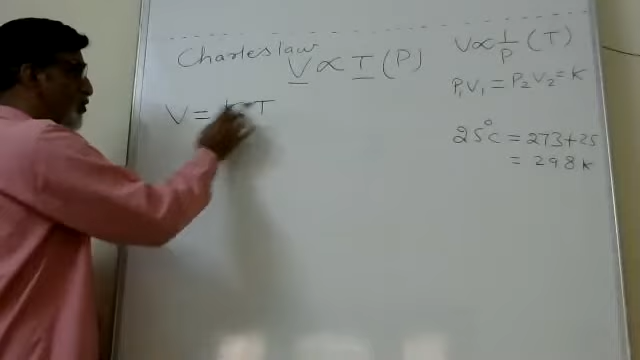 Charles law
V ∝ T (P)
V = K T
V ∝ 1/P (T)
P₁V₁ = P₂V₂ = K
25°C = 273+25
= 298 K